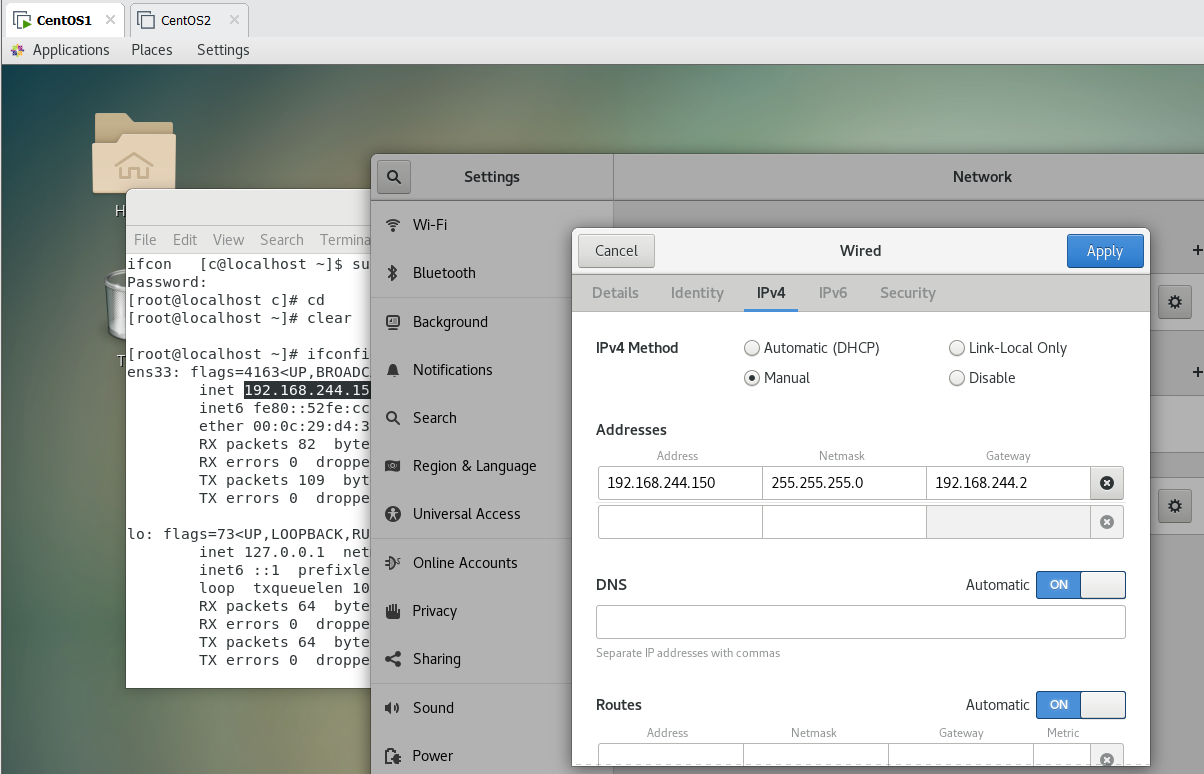 CentOS1
CentOS2
Applications Places Settings
H
T
File Edit View Search Termina
ifcon [c@localhost ~]$ su
Password:
[root@localhost c]# cd
[root@localhost ~]# clear
[root@localhost ~]# ifconfi
ens33: flags=4163<UP,BROADC
inet 192.168.244.15
inet6 fe80::52fe:cc
ether 00:0c:29:d4:3
RX packets 82 byte
RX errors 0 droppe
TX packets 109 byt
TX errors 0 droppe
lo: flags=73<UP,LOOPBACK,RU
inet 127.0.0.1 net
inet6 ::1 prefixle
loop txqueuelen 10
RX packets 64 byte
RX errors 0 droppe
TX packets 64 byte
TX errors 0 droppe
Settings
Network
Wi-Fi
Bluetooth
Background
Notifications
Search
Region & Language
Universal Access
Online Accounts
Privacy
Sharing
Sound
Power
Cancel Wired Apply
Details Identity IPv4 IPv6 Security
IPv4 Method
Automatic (DHCP)
Link-Local Only
Manual
Disable
Addresses
Address Netmask Gateway
192.168.244.150 255.255.255.0 192.168.244.2
DNS Automatic ON
Separate IP addresses with commas
Routes Automatic ON
Address Netmask Gateway Metric